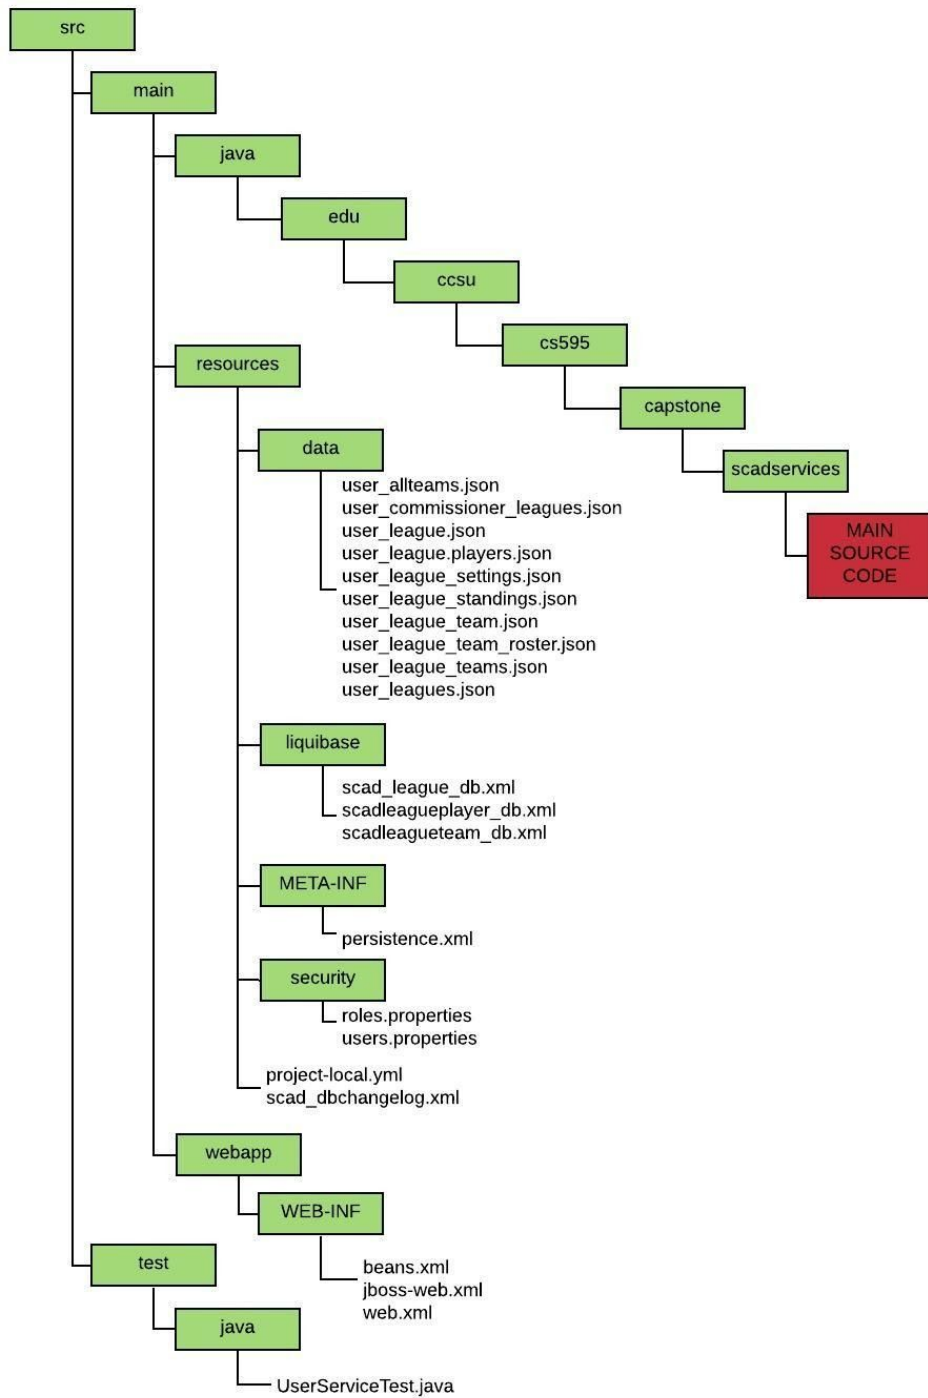 src
main
java
edu
ccsu
cs595
capstone
scadservices
MAIN
SOURCE
CODE
resources
data
user_allteams.json
user_commissioner_leagues.json
user_league.json
user_league.players.json
user_league_settings.json
user_league_standings.json
user_league_team.json
user_league_team_roster.json
user_league_teams.json
user_leagues.json
liquibase
scad_league_db.xml
scadleagueplayer_db.xml
scadleagueteam_db.xml
META-INF
persistence.xml
security
roles.properties
users.properties
project-local.yml
scad_dbchangelog.xml
webapp
WEB-INF
beans.xml
jboss-web.xml
web.xml
test
java
UserServiceTest.java